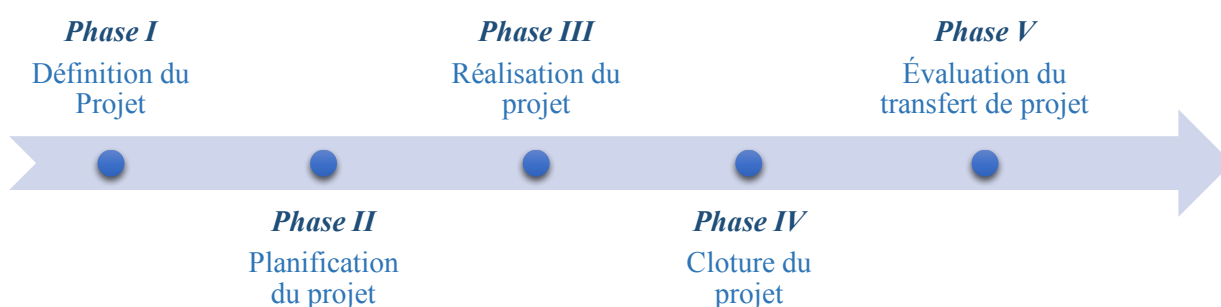 Phase I
Définition du
Projet
Phase II
Planification
du projet
Phase III
Réalisation du
projet
Phase IV
Cloture du
projet
Phase V
Évaluation du
transfert de projet